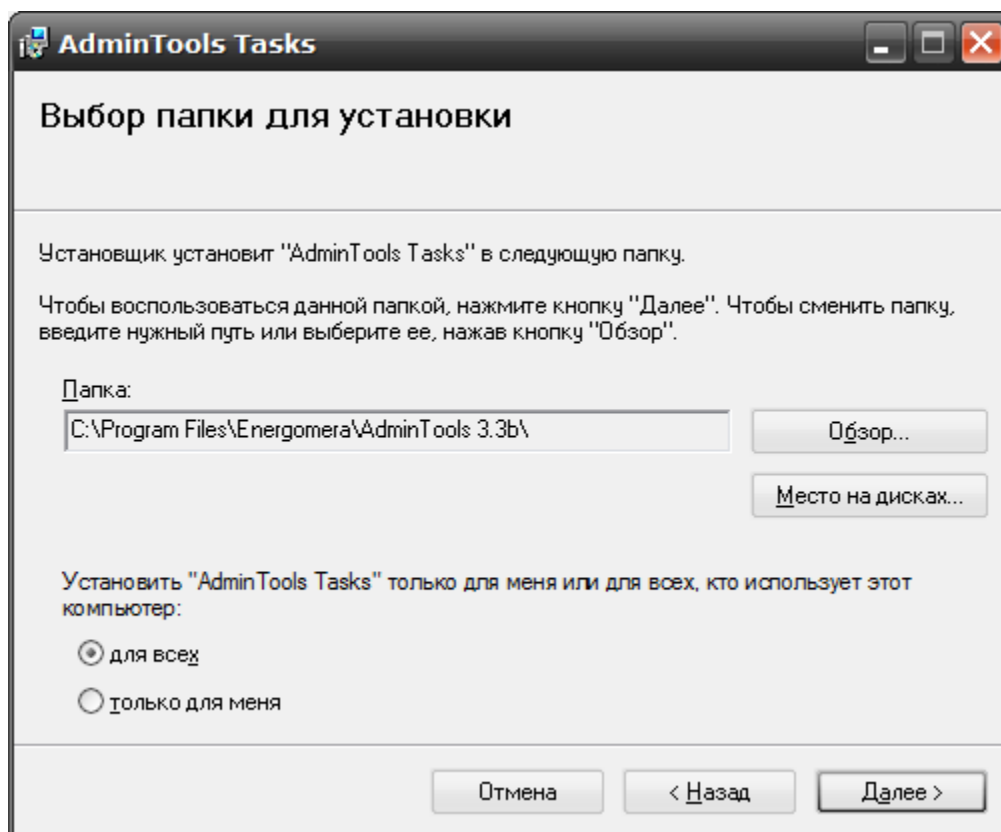 AdminTools Tasks
Выбор папки для установки
Установщик установит "AdminTools Tasks" в следующую папку.
Чтобы воспользоваться данной папкой, нажмите кнопку "Далее". Чтобы сменить папку,
введите нужный путь или выберите ее, нажав кнопку "Обзор".
Папка:
C:\Program Files\Energomera\AdminTools 3.3b\
Обзор...
Место на дисках...
Установить "AdminTools Tasks" только для меня или для всех, кто использует этот
компьютер:
для всех
только для меня
Отмена
< Назад
Далее >